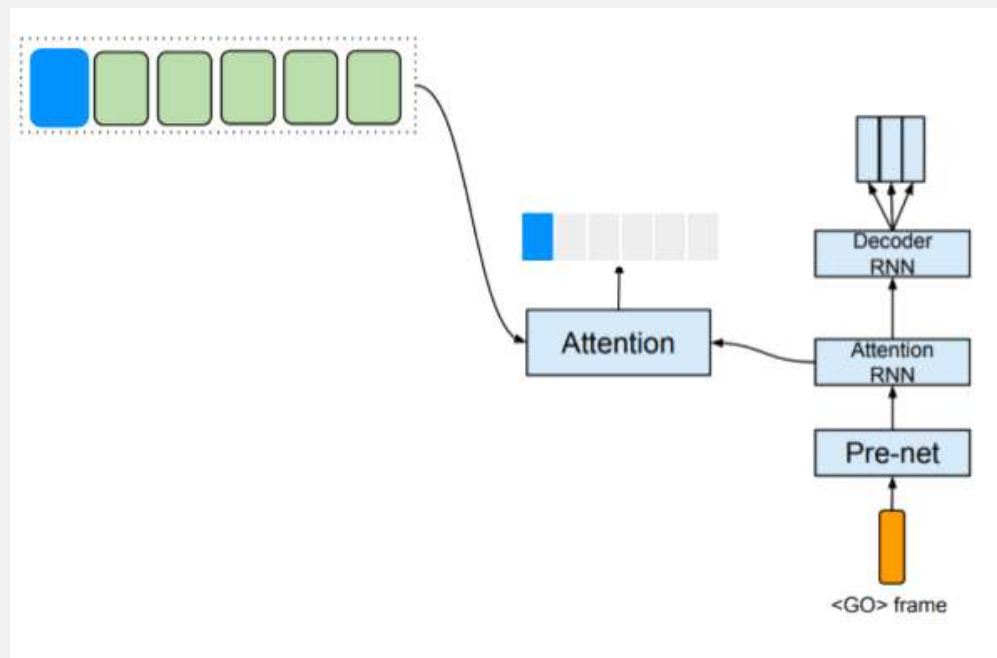 Decoder
RNN
Attention
Attention
RNN
Pre-net
<GO> frame